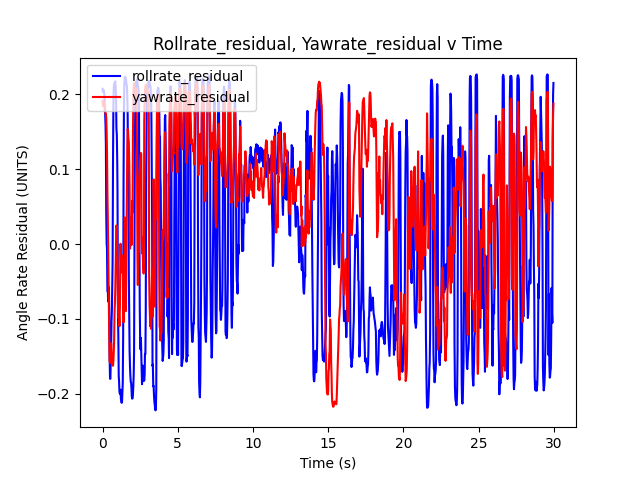 Rollrate_residual, Yawrate_residual v Time
rollrate_residual
yawrate_residual
Angle Rate Residual (UNITS)
0.2
0.1
0.0
−0.1
−0.2
0 5 10 15 20 25 30
Time (s)